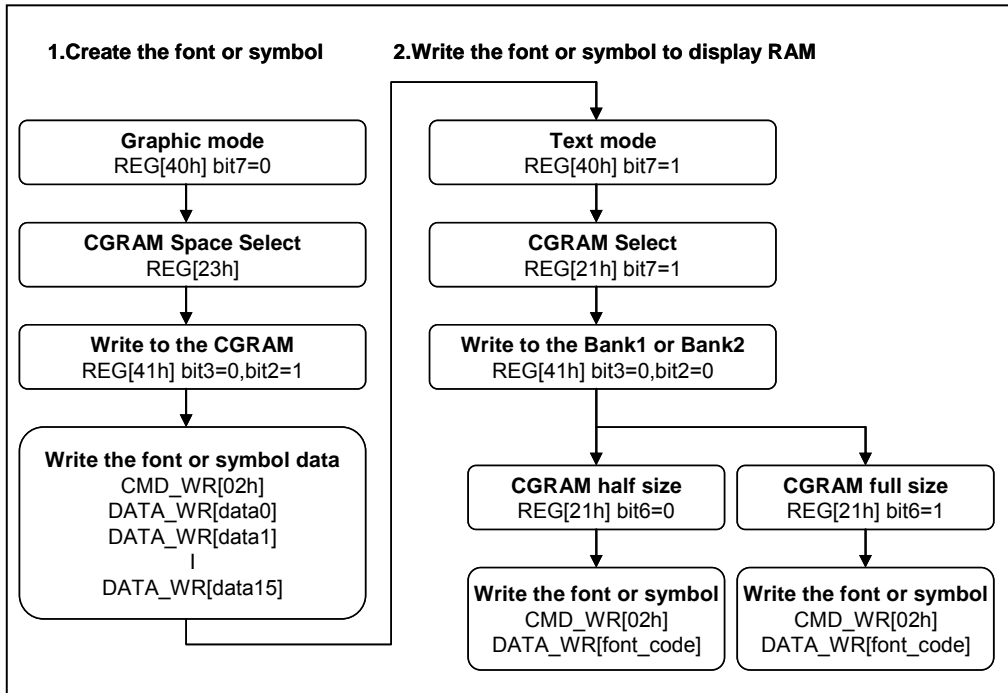 1.Create the font or symbol
Graphic mode
REG[40h] bit7=0
CGRAM Space Select
REG[23h]
Write to the CGRAM
REG[41h] bit3=0,bit2=1
Write the font or symbol data
CMD_WR[02h]
DATA_WR[data0]
DATA_WR[data1]
I
DATA_WR[data15]
2.Write the font or symbol to display RAM
Text mode
REG[40h] bit7=1
CGRAM Select
REG[21h] bit7=1
Write to the Bank1 or Bank2
REG[41h] bit3=0,bit2=0
CGRAM half size
REG[21h] bit6=0
Write the font or symbol
CMD_WR[02h]
DATA_WR[font_code]
CGRAM full size
REG[21h] bit6=1
Write the font or symbol
CMD_WR[02h]
DATA_WR[font_code]